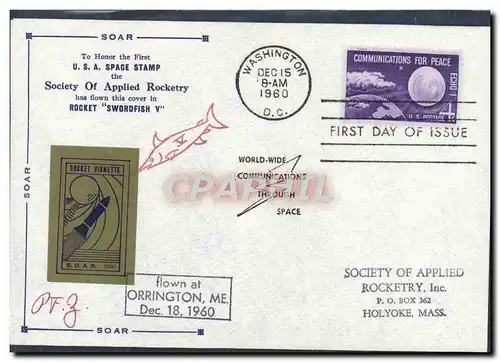 SOAR
To Honor the First
U. S. A. SPACE STAMP
the
Society Of Applied Rocketry
has flown this cover in
ROCKET "SWORDFISH V"
WASHINGTON
DEC 15
9-AM
1960
D.C.
COMMUNICATIONS FOR PEACE
ECHO I
4¢
U.S. POSTAGE
FIRST DAY OF ISSUE
V
SOAR
ROCKET VIGNETTE
S.O.A.R.
WORLD-WIDE
COMMUNICATIONS
THROUGH
SPACE
CPARAMA
flown at
ORRINGTON, ME.
Dec. 18, 1960
SOCIETY OF APPLIED
ROCKETRY, Inc.
P. O. BOX 362
HOLYOKE, MASS.
SOAR